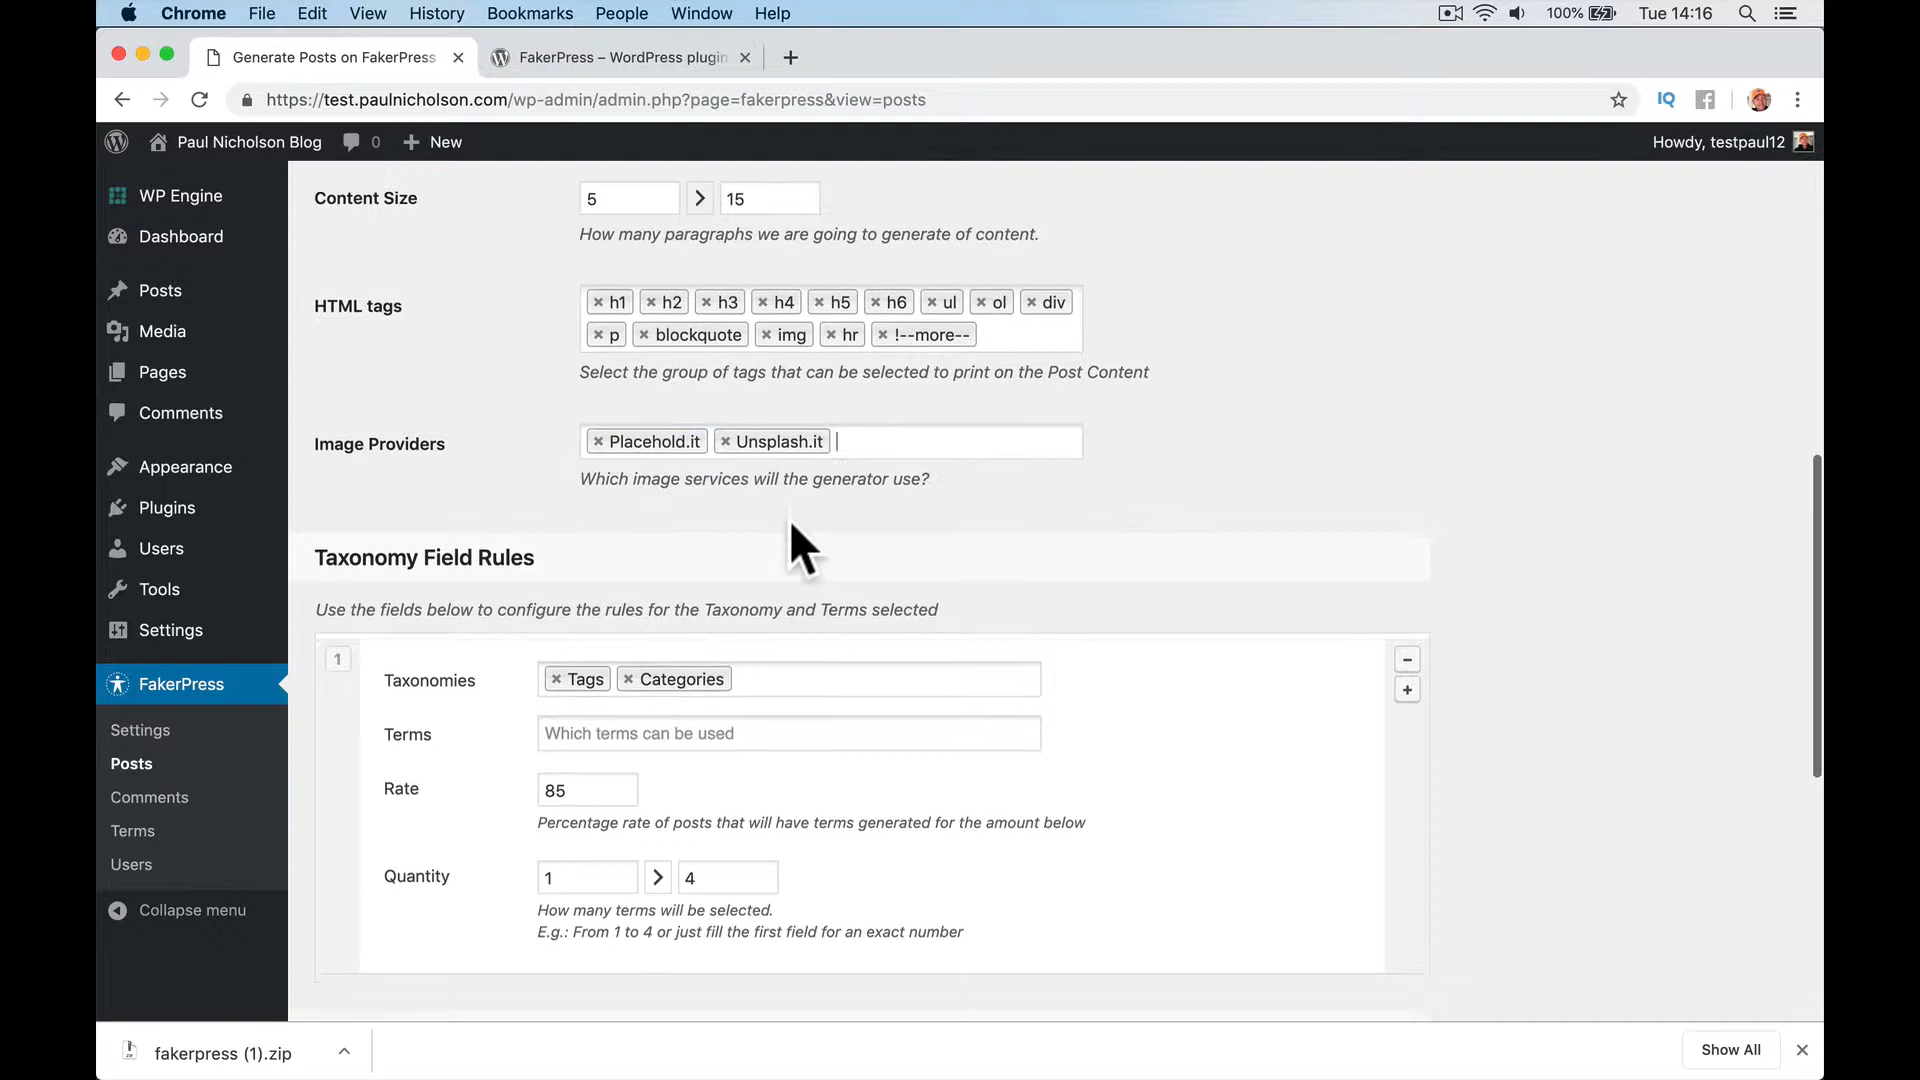 Chrome File Edit View History Bookmarks People Window Help 100% Tue 14:16
Generate Posts on FakerPress FakerPress – WordPress plugin
https://test.paulnicholson.com/wp-admin/admin.php?page=fakerpress&view=posts IQ
Paul Nicholson Blog 0 New Howdy, testpaul12
WP Engine
Dashboard
Posts
Media
Pages
Comments
Appearance
Plugins
Users
Tools
Settings
FakerPress
Settings
Posts
Comments
Terms
Users
Collapse menu
Content Size 5 15
How many paragraphs we are going to generate of content.
HTML tags h1 h2 h3 h4 h5 h6 ul ol div
p blockquote img hr !--more--
Select the group of tags that can be selected to print on the Post Content
Image Providers Placehold.it Unsplash.it
Which image services will the generator use?
Taxonomy Field Rules
Use the fields below to configure the rules for the Taxonomy and Terms selected
1
Taxonomies Tags Categories
Terms Which terms can be used
Rate 85
Percentage rate of posts that will have terms generated for the amount below
Quantity 1 4
How many terms will be selected.
E.g.: From 1 to 4 or just fill the first field for an exact number
fakerpress (1).zip Show All